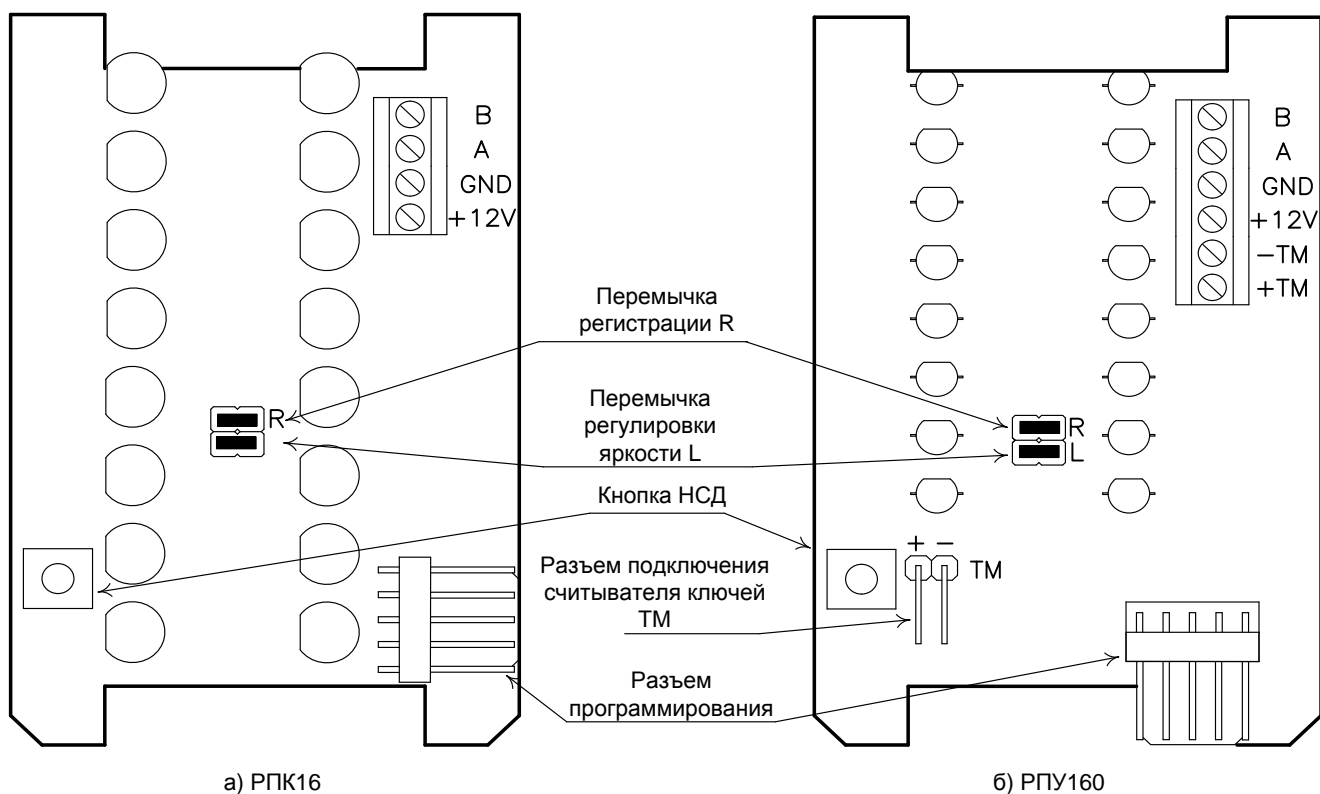 B
A
GND
+12V
B
A
GND
+12V
-TM
+TM
Перемычка
регистрации R
R
Перемычка
регулировки
яркости L
R
L
Кнопка НСД
+ -
TM
Разъем подключения
считывателя ключей
ТМ
Разъем
программирования
а) РПК16
б) РПУ160